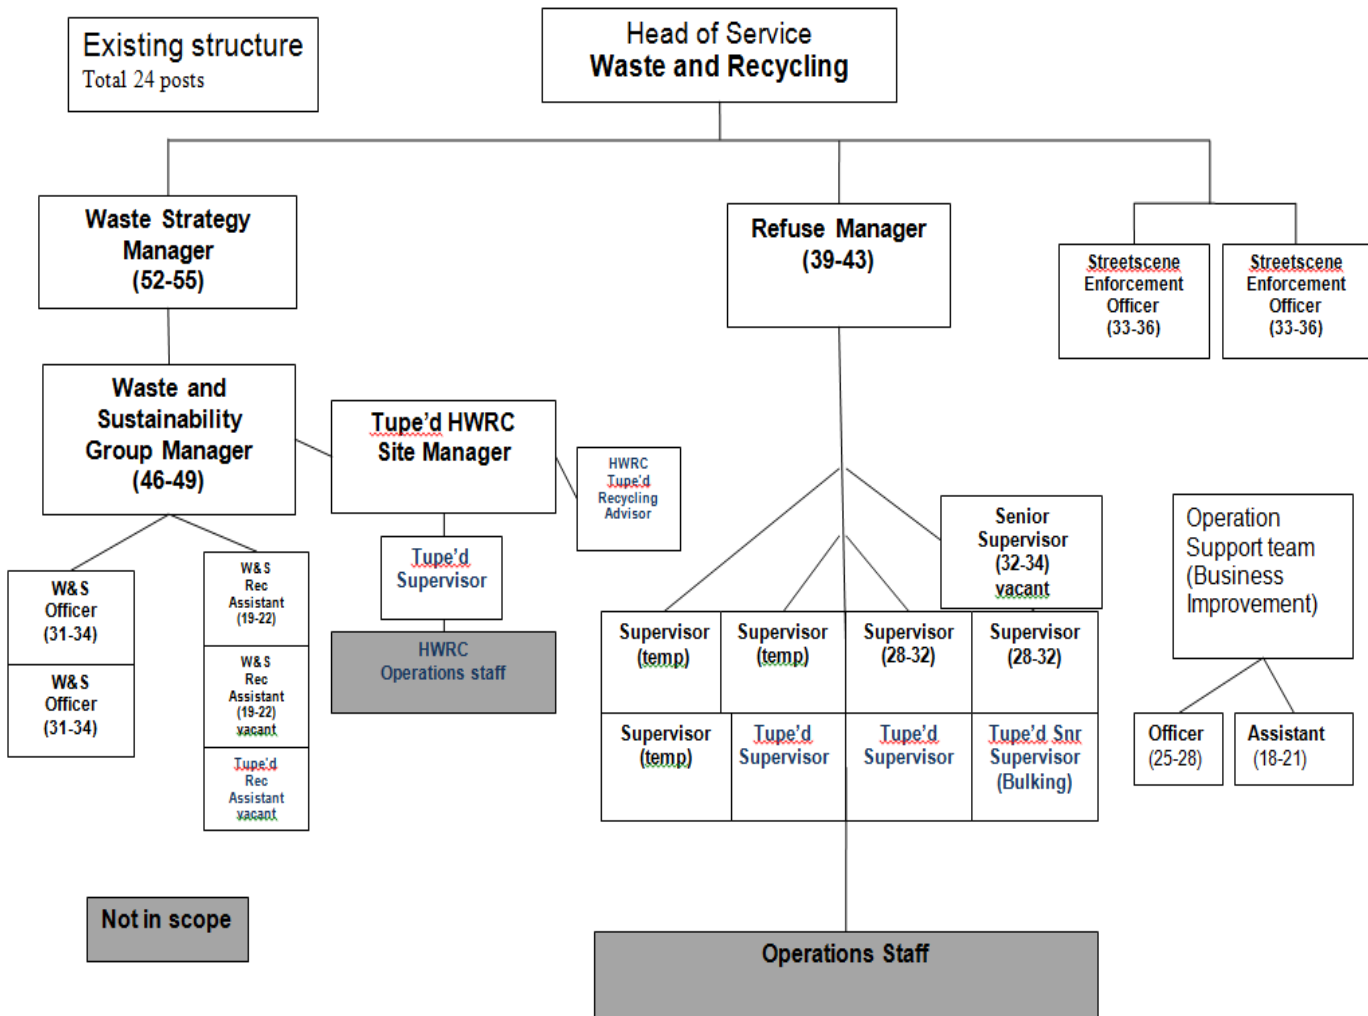 Existing structure
Total 24 posts
Head of Service
Waste and Recycling
Waste Strategy
Manager
(52-55)
Refuse Manager
(39-43)
Streetscene
Enforcement
Officer
(33-36)
Streetscene
Enforcement
Officer
(33-36)
Waste and
Sustainability
Group Manager
(46-49)
Tupe'd HWRC
Site Manager
HWRC
Tupe'd
Recycling
Advisor
Tupe'd
Supervisor
HWRC
Operations staff
W&S
Officer
(31-34)
W&S
Officer
(31-34)
W&S
Rec
Assistant
(19-22)
W&S
Rec
Assistant
(19-22)
vacant
Tupe'd
Rec
Assistant
vacant
Senior
Supervisor
(32-34)
vacant
Supervisor
(temp)
Supervisor
(temp)
Supervisor
(28-32)
Supervisor
(28-32)
Supervisor
(temp)
Tupe'd
Supervisor
Tupe'd
Supervisor
Tupe'd Snr
Supervisor
(Bulking)
Operation
Support team
(Business
Improvement)
Officer
(25-28)
Assistant
(18-21)
Not in scope
Operations Staff